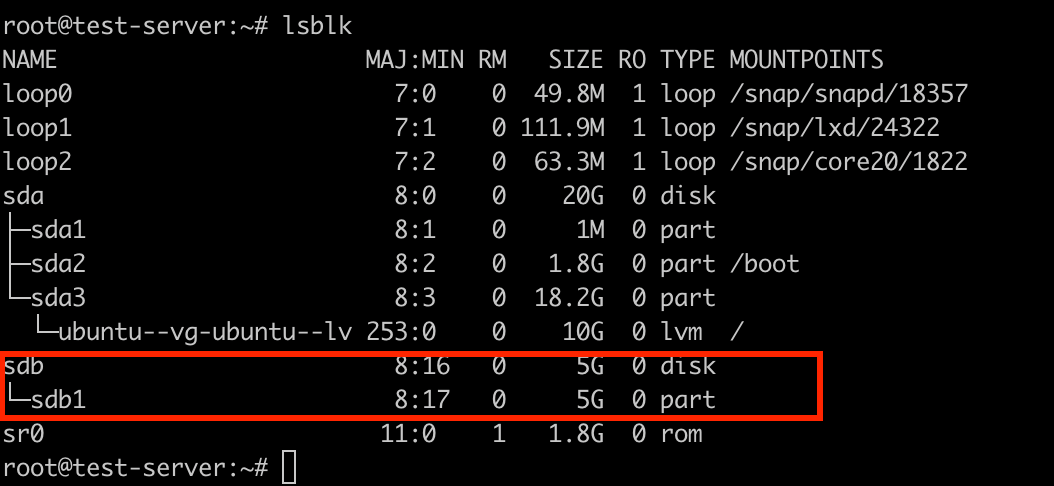 root@test-server:~# lsblk
NAME                      MAJ:MIN RM   SIZE RO TYPE MOUNTPOINTS
loop0                       7:0    0  49.8M  1 loop /snap/snapd/18357
loop1                       7:1    0 111.9M  1 loop /snap/lxd/24322
loop2                       7:2    0  63.3M  1 loop /snap/core20/1822
sda                         8:0    0    20G  0 disk
├─sda1                      8:1    0     1M  0 part
├─sda2                      8:2    0   1.8G  0 part /boot
└─sda3                      8:3    0  18.2G  0 part
  └─ubuntu--vg-ubuntu--lv 253:0    0    10G  0 lvm  /
sdb                         8:16   0     5G  0 disk
└─sdb1                      8:17   0     5G  0 part
sr0                        11:0    1   1.8G  0 rom
root@test-server:~#